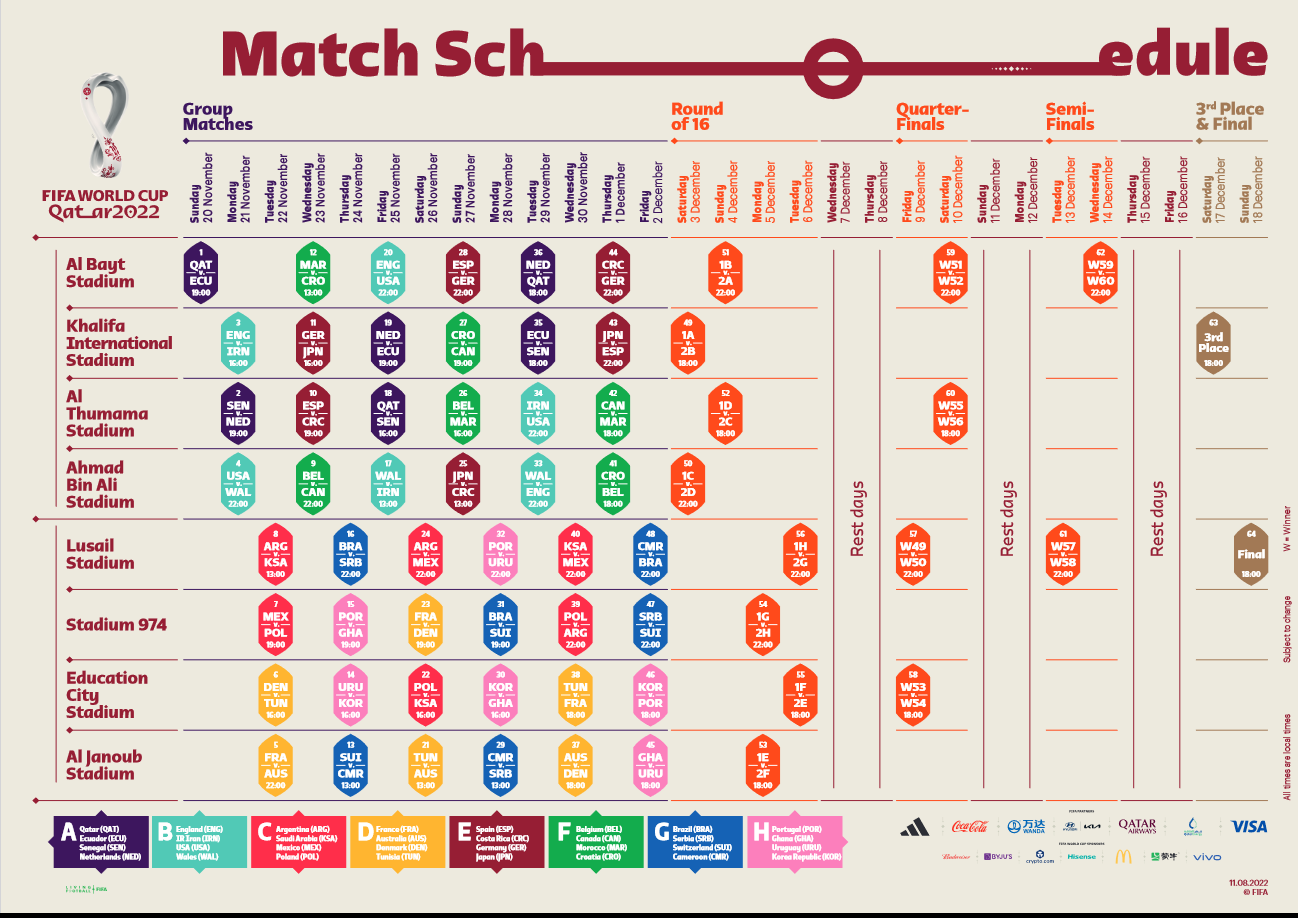 Match Sch edule
Group
Matches
Round
of 16
Quarter-
Finals
Semi-
Finals
3rd Place
& Final
FIFA WORLD CUP
Qatar2022
Sunday
20 November
Monday
21 November
Tuesday
22 November
Wednesday
23 November
Thursday
24 November
Friday
25 November
Saturday
26 November
Sunday
27 November
Monday
28 November
Tuesday
29 November
Wednesday
30 November
Thursday
1 December
Friday
2 December
Saturday
3 December
Sunday
4 December
Monday
5 December
Tuesday
6 December
Wednesday
7 December
Thursday
8 December
Friday
9 December
Saturday
10 December
Sunday
11 December
Monday
12 December
Tuesday
13 December
Wednesday
14 December
Thursday
15 December
Friday
16 December
Saturday
17 December
Sunday
18 December
Al Bayt
Stadium
1
QAT
v.
ECU
19:00
12
MAR
v.
CRO
13:00
20
ENG
v.
USA
22:00
28
ESP
v.
GER
22:00
36
NED
v.
QAT
18:00
44
CRC
v.
GER
22:00
51
1B
v.
2A
22:00
59
W51
v.
W52
22:00
62
W59
v.
W60
22:00
Khalifa
International
Stadium
3
ENG
v.
IRN
16:00
11
GER
v.
JPN
16:00
19
NED
v.
ECU
19:00
27
CRO
v.
CAN
19:00
35
ECU
v.
SEN
18:00
43
JPN
v.
ESP
22:00
49
1A
v.
2B
18:00
63
3rd
Place
18:00
Al
Thumama
Stadium
2
SEN
v.
NED
19:00
10
ESP
v.
CRC
19:00
18
QAT
v.
SEN
16:00
26
BEL
v.
MAR
16:00
34
IRN
v.
USA
22:00
42
CAN
v.
MAR
18:00
52
1D
v.
2C
18:00
60
W55
v.
W56
18:00
Ahmad
Bin Ali
Stadium
4
USA
v.
WAL
22:00
9
BEL
v.
CAN
22:00
17
WAL
v.
IRN
13:00
25
JPN
v.
CRC
13:00
33
WAL
v.
ENG
22:00
41
CRO
v.
BEL
18:00
50
1C
v.
2D
22:00
Rest days
Rest days
Rest days
Lusail
Stadium
8
ARG
v.
KSA
13:00
16
BRA
v.
SRB
22:00
24
ARG
v.
MEX
22:00
32
POR
v.
URU
22:00
40
KSA
v.
MEX
22:00
48
CMR
v.
BRA
22:00
56
1H
v.
2G
22:00
57
W49
v.
W50
22:00
61
W57
v.
W58
22:00
64
Final
18:00
Stadium 974
7
MEX
v.
POL
19:00
15
POR
v.
GHA
19:00
23
FRA
v.
DEN
19:00
31
BRA
v.
SUI
19:00
39
POL
v.
ARG
22:00
47
SRB
v.
SUI
22:00
54
1G
v.
2H
22:00
Education
City
Stadium
6
DEN
v.
TUN
16:00
14
URU
v.
KOR
16:00
22
POL
v.
KSA
16:00
30
KOR
v.
GHA
16:00
38
TUN
v.
FRA
18:00
46
KOR
v.
POR
18:00
55
1F
v.
2E
18:00
58
W53
v.
W54
18:00
Al Janoub
Stadium
5
FRA
v.
AUS
22:00
13
SUI
v.
CMR
13:00
21
TUN
v.
AUS
13:00
29
CMR
v.
SRB
13:00
37
AUS
v.
DEN
18:00
45
GHA
v.
URU
18:00
53
1E
v.
2F
18:00
W = Winner
Subject to change
All times are local times
A
Qatar (QAT)
Ecuador (ECU)
Senegal (SEN)
Netherlands (NED)
B
England (ENG)
IR Iran (IRN)
USA (USA)
Wales (WAL)
C
Argentina (ARG)
Saudi Arabia (KSA)
Mexico (MEX)
Poland (POL)
D
France (FRA)
Australia (AUS)
Denmark (DEN)
Tunisia (TUN)
E
Spain (ESP)
Costa Rica (CRC)
Germany (GER)
Japan (JPN)
F
Belgium (BEL)
Canada (CAN)
Morocco (MAR)
Croatia (CRO)
G
Brazil (BRA)
Serbia (SRB)
Switzerland (SUI)
Cameroon (CMR)
H
Portugal (POR)
Ghana (GHA)
Uruguay (URU)
Korea Republic (KOR)
FIFA PARTNERS
Coca-Cola
万达
WANDA
HYUNDAI
KIA
QATAR
AIRWAYS
VISA
FIFA WORLD CUP SPONSORS
Budweiser
BYJU'S
crypto.com
Hisense
蒙牛
vivo
LIVING
FOOTBALL
FIFA
11.08.2022
© FIFA